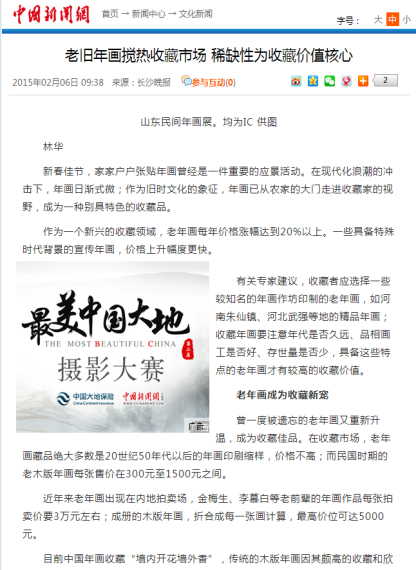 中国新闻网
首页 → 新闻中心 → 文化新闻
字号： 大 中 小
老旧年画搅热收藏市场 稀缺性为收藏价值核心
2015年02月06日 09:38 来源：长沙晚报 参与互动(0)
+ 2
山东民间年画展。均为IC 供图
林华
新春佳节，家家户户张贴年画曾经是一件重要的应景活动。在现代化浪潮的冲
击下，年画日渐式微；作为旧时文化的象征，年画已从农家的大门走进收藏家的视
野，成为一种别具特色的收藏品。
作为一个新兴的收藏领域，老年画每年价格涨幅达到20%以上。一些具备特殊
时代背景的宣传年画，价格上升幅度更快。
最美中国大地
THE MOST BEAUTIFUL CHINA
第二届
摄影大赛
中国大地保险
中国新闻网
WWW.CHINANEWS.COM
广告
有关专家建议，收藏者应选择一些
较知名的年画作坊印制的老年画，如河
南朱仙镇、河北武强等地的精品年画；
收藏年画要注意年代是否久远、品相画
工是否好、存世量是否少，具备这些特
点的老年画才有较高的收藏价值。
老年画成为收藏新宠
曾一度被遗忘的老年画又重新升
温，成为收藏佳品。在收藏市场，老年
画藏品绝大多数是20世纪50年代以后的年画印刷缩样，价格不高；而民国时期的
老木版年画每张售价在300元至1500元之间。
近年来老年画出现在内地拍卖场，金梅生、李慕白等老前辈的年画作品每张拍
卖价要3万元左右；成册的木版年画，折合成每一张画计算，最高价位可达5000
元。
目前中国年画收藏“墙内开花墙外香”，传统的木版年画因其颇高的收藏和欣